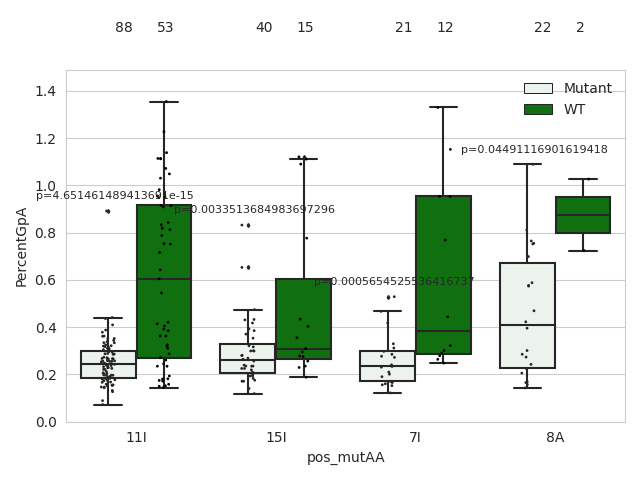 88 53 40 15 21 12 22 2
Mutant
WT
1.4
1.2
1.0
0.8
0.6
0.4
0.2
0.0
PercentGpA
p=0.04491116901619418
p=4.651461489413691e-15
p=0.0033513684983697296
p=0.0005654525536416737
11I 15I 7I 8A
pos_mutAA